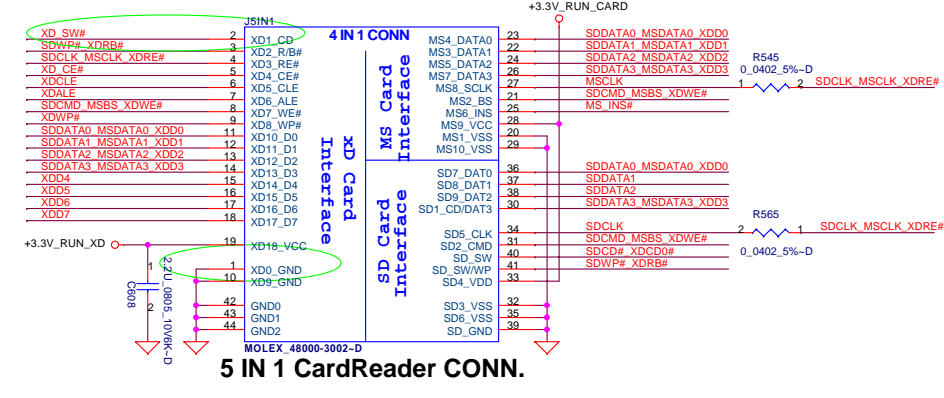 +3.3V_RUN_CARD
J5IN1
4 IN 1 CONN
XD_SW# 2 XD1_CD
SDWP#_XDRB# 3 XD2_R/B#
SDCLK_MSCLK_XDRE# 4 XD3_RE#
XD_CE# 5 XD4_CE#
XDCLE 6 XD5_CLE
XDALE 7 XD6_ALE
SDCMD_MSBS_XDWE# 8 XD7_WE#
XDWP# 9 XD8_WP#
SDDATA0_MSDATA0_XDD0 11 XD10_D0
SDDATA1_MSDATA1_XDD1 12 XD11_D1
SDDATA2_MSDATA2_XDD2 13 XD12_D2
SDDATA3_MSDATA3_XDD3 14 XD13_D3
XDD4 15 XD14_D4
XDD5 16 XD15_D5
XDD6 17 XD16_D6
XDD7 18 XD17_D7
+3.3V_RUN_XD 19 XD18_VCC
1 XD0_GND
10 XD9_GND
42 GND0
43 GND1
44 GND2
1
2
C608
2.2U_0805_10V6K~D
xD Card
Interface
MS Card
Interface
SD Card
Interface
MS4_DATA0 23 SDDATA0_MSDATA0_XDD0
MS3_DATA1 22 SDDATA1_MSDATA1_XDD1
MS5_DATA2 24 SDDATA2_MSDATA2_XDD2
MS7_DATA3 26 SDDATA3_MSDATA3_XDD3
MS8_SCLK 27 MSCLK
MS2_BS 21 SDCMD_MSBS_XDWE#
MS6_INS 25 MS_INS#
MS9_VCC 28
MS1_VSS 20
MS10_VSS 29
R545
0_0402_5%~D
1 2 SDCLK_MSCLK_XDRE#
SD7_DAT0 36 SDDATA0_MSDATA0_XDD0
SD8_DAT1 37 SDDATA1
SD9_DAT2 38 SDDATA2
SD1_CD/DAT3 30 SDDATA3_MSDATA3_XDD3
SD5_CLK 34 SDCLK
SD2_CMD 31 SDCMD_MSBS_XDWE#
SD_SW 40 SDCD#_XDCD0#
SD_SW/WP 41 SDWP#_XDRB#
SD4_VDD 33
SD3_VSS 32
SD6_VSS 35
SD_GND 39
R565
2 1 SDCLK_MSCLK_XDRE#
0_0402_5%~D
MOLEX_48000-3002~D
5 IN 1 CardReader CONN.